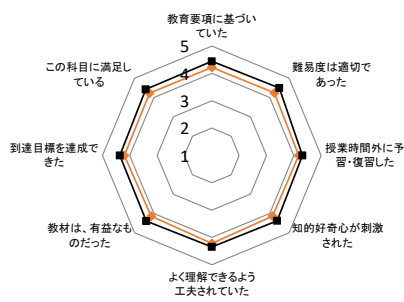 教育要項に基づい
ていた
難易度は適切で
あった
授業時間外に予
習・復習した
知的好奇心が刺激
された
よく理解できるよう
工夫されていた
教材は、有益なも
のだった
到達目標を達成で
きた
この科目に満足し
ている
5
4
3
2
1